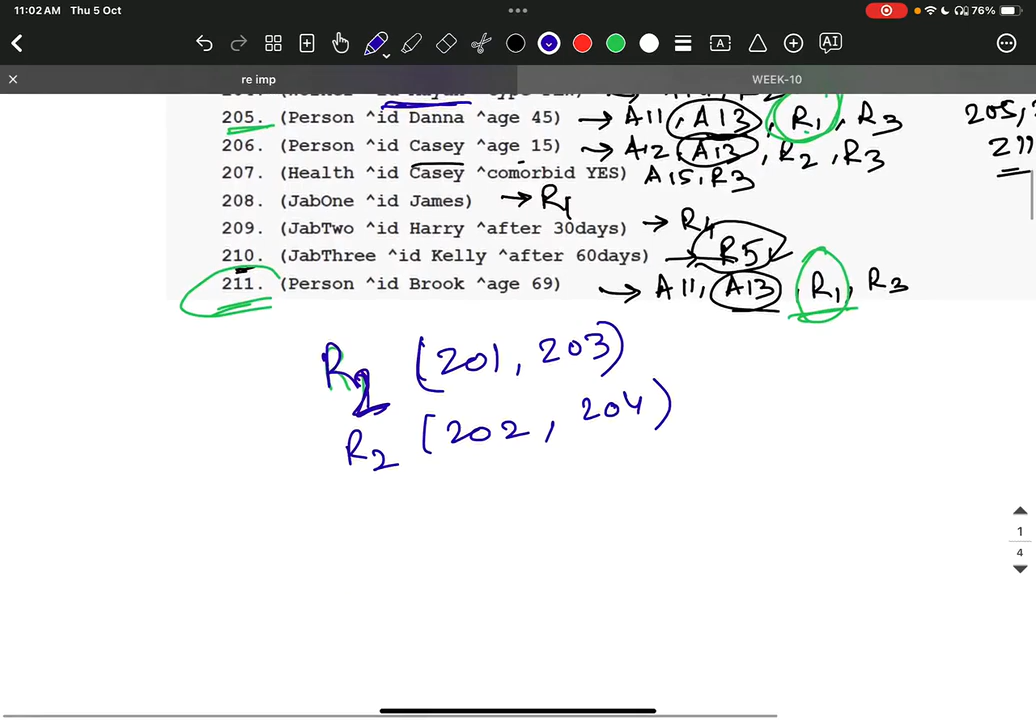 11:02 AM Thu 5 Oct
76%
re imp
WEEK-10
205. (Person ^id Danna ^age 45) → A11, A13, R1, R3
205,
206. (Person ^id Casey ^age 15) → A12, A13, R2, R3
211
207. (Health ^id Casey ^comorbid YES) A15, R3
208. (JabOne ^id James) → R4
209. (JabTwo ^id Harry ^after 30days) → R4
210. (JabThree ^id Kelly ^after 60days) → R5
211. (Person ^id Brook ^age 69) → A11, A13, R1, R3
(201, 203)
R2 (202, 204)
1
4